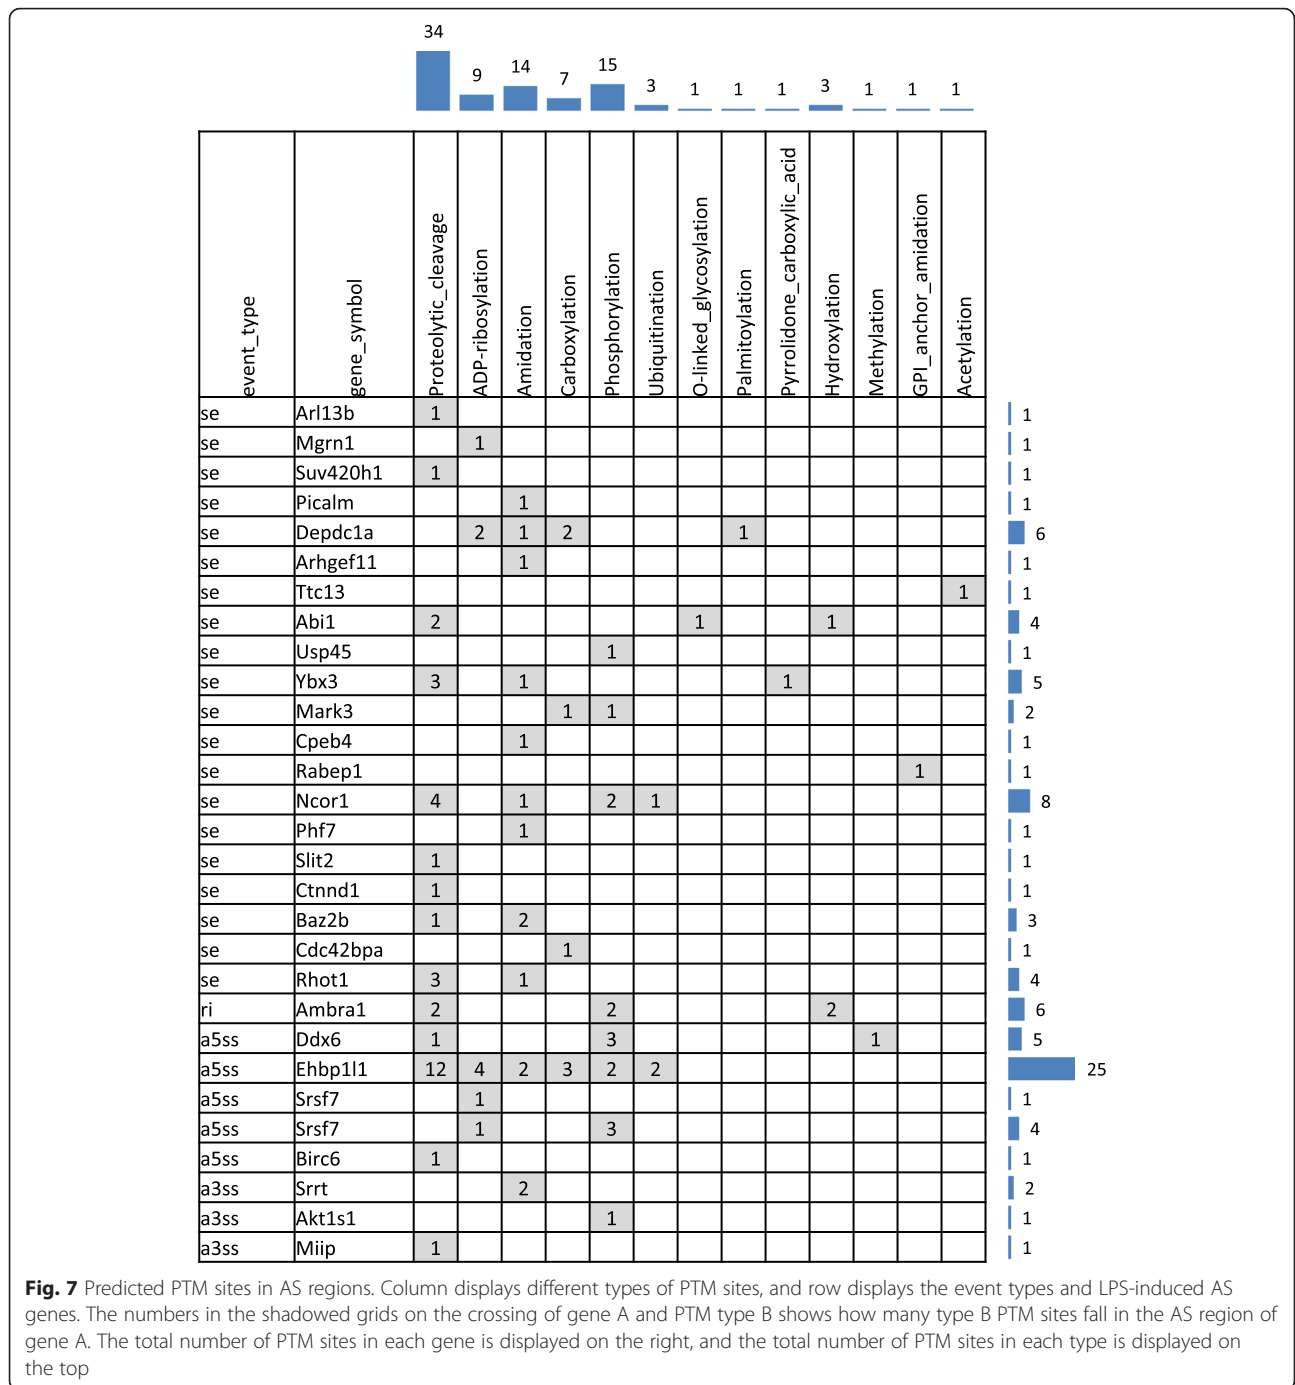 34
9
14
7
15
3
1
1
1
3
1
1
1
event_type gene_symbol Proteolytic_cleavage ADP-ribosylation Amidation Carboxylation Phosphorylation Ubiquitination O-linked_glycosylation Palmitoylation Pyrrolidone_carboxylic_acid Hydroxylation Methylation GPI_anchor_amidation Acetylation
se Arl13b 1 1
se Mgrn1 1 1
se Suv420h1 1 1
se Picalm 1 1
se Depdc1a 2 1 2 1 6
se Arhgef11 1 1
se Ttc13 1 1
se Abi1 2 1 1 4
se Usp45 1 1
se Ybx3 3 1 1 5
se Mark3 1 1 2
se Cpeb4 1 1
se Rabep1 1 1
se Ncor1 4 1 2 1 8
se Phf7 1 1
se Slit2 1 1
se Ctnnd1 1 1
se Baz2b 1 2 3
se Cdc42bpa 1 1
se Rhot1 3 1 4
ri Ambra1 2 2 2 6
a5ss Ddx6 1 3 1 5
a5ss Ehbp1l1 12 4 2 3 2 2 25
a5ss Srsf7 1 1
a5ss Srsf7 1 3 4
a5ss Birc6 1 1
a3ss Srrt 2 2
a3ss Akt1s1 1 1
a3ss Miip 1 1
Fig. 7 Predicted PTM sites in AS regions. Column displays different types of PTM sites, and row displays the event types and LPS-induced AS
genes. The numbers in the shadowed grids on the crossing of gene A and PTM type B shows how many type B PTM sites fall in the AS region of
gene A. The total number of PTM sites in each gene is displayed on the right, and the total number of PTM sites in each type is displayed on
the top